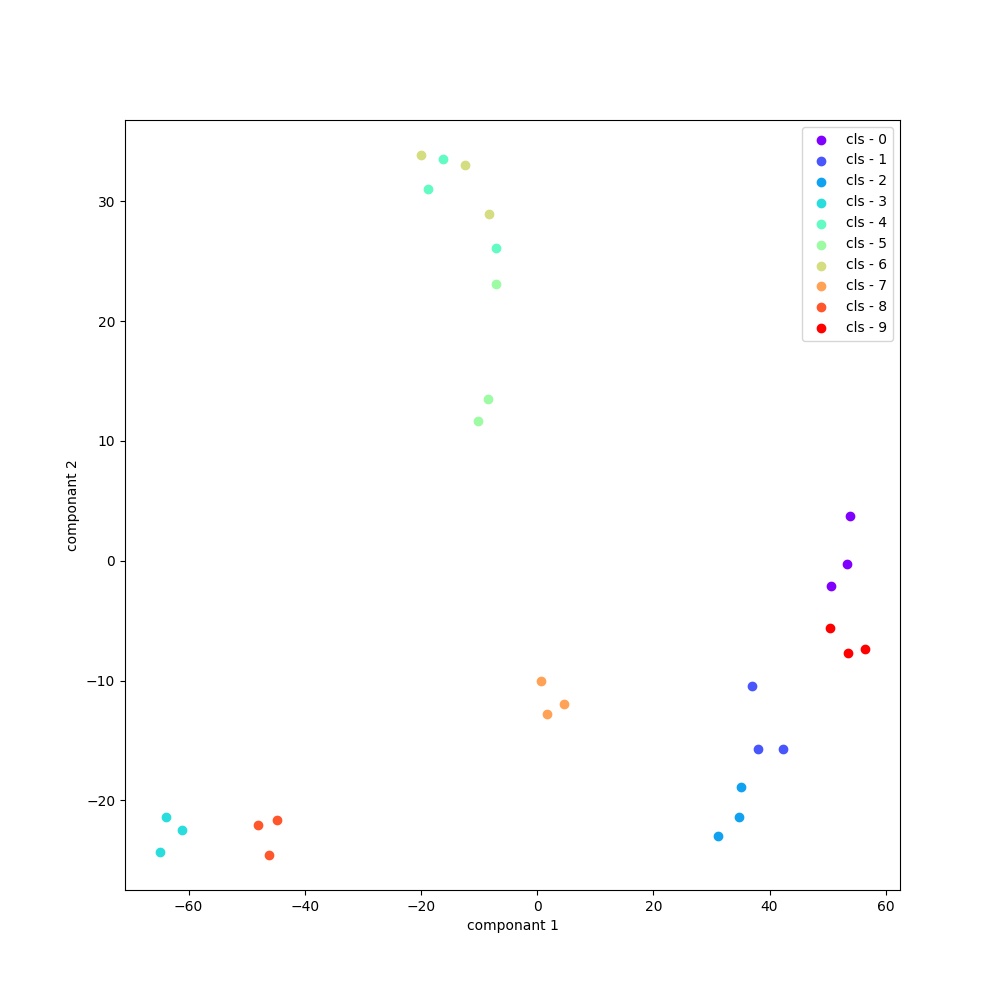 cls - 0
cls - 1
cls - 2
cls - 3
cls - 4
cls - 5
cls - 6
cls - 7
cls - 8
cls - 9
30
20
10
0
−10
−20
componant 2
−60 −40 −20 0 20 40 60
componant 1